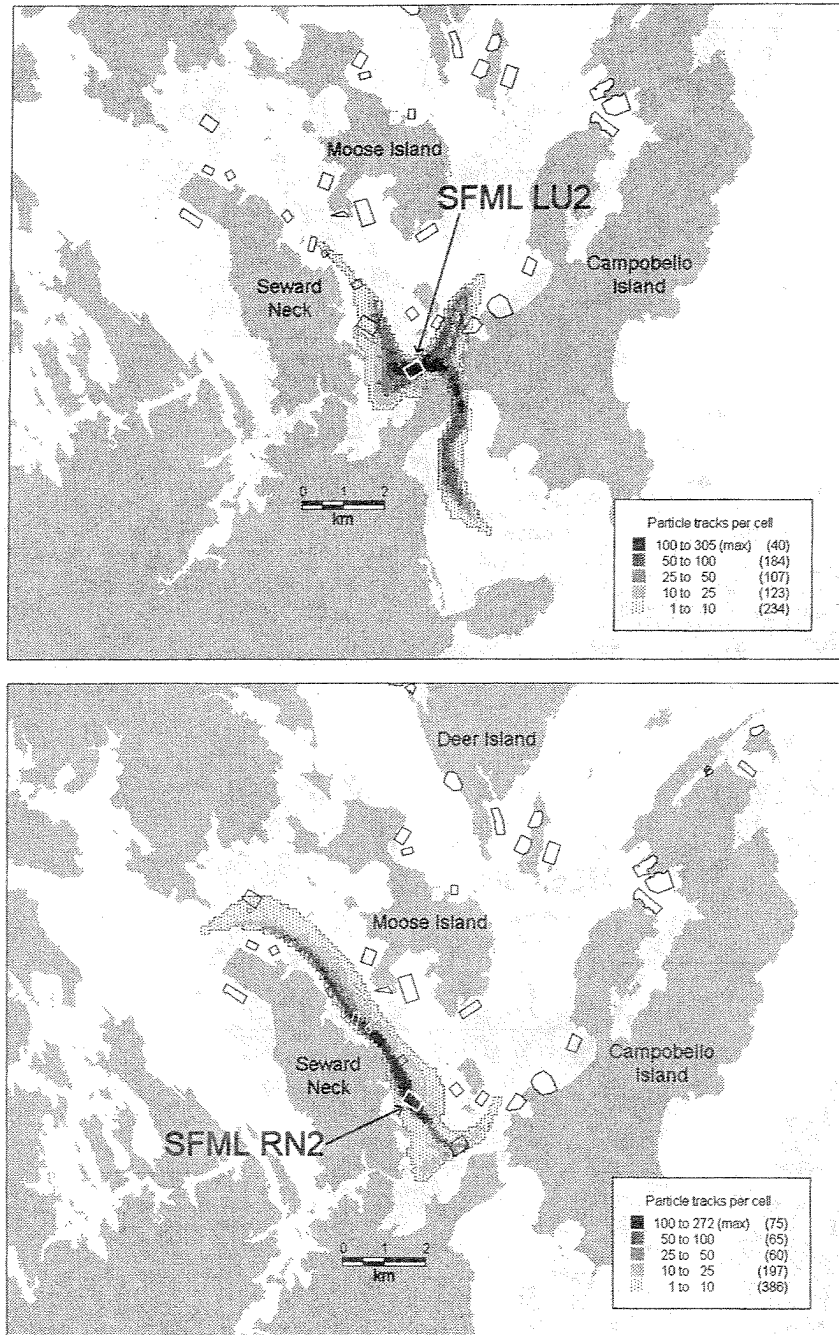 Moose Island
SFML LU2
Campobello
Island
Seward
Neck
0 1 2
km
Particle tracks per cell
100 to 305 (max) (40)
50 to 100 (184)
25 to 50 (107)
10 to 25 (123)
1 to 10 (234)
Deer Island
Moose Island
Seward
Neck
Campobello
Island
SFML RN2
0 1 2
km
Particle tracks per cell
100 to 272 (max) (75)
50 to 100 (65)
25 to 50 (60)
10 to 25 (197)
1 to 10 (386)